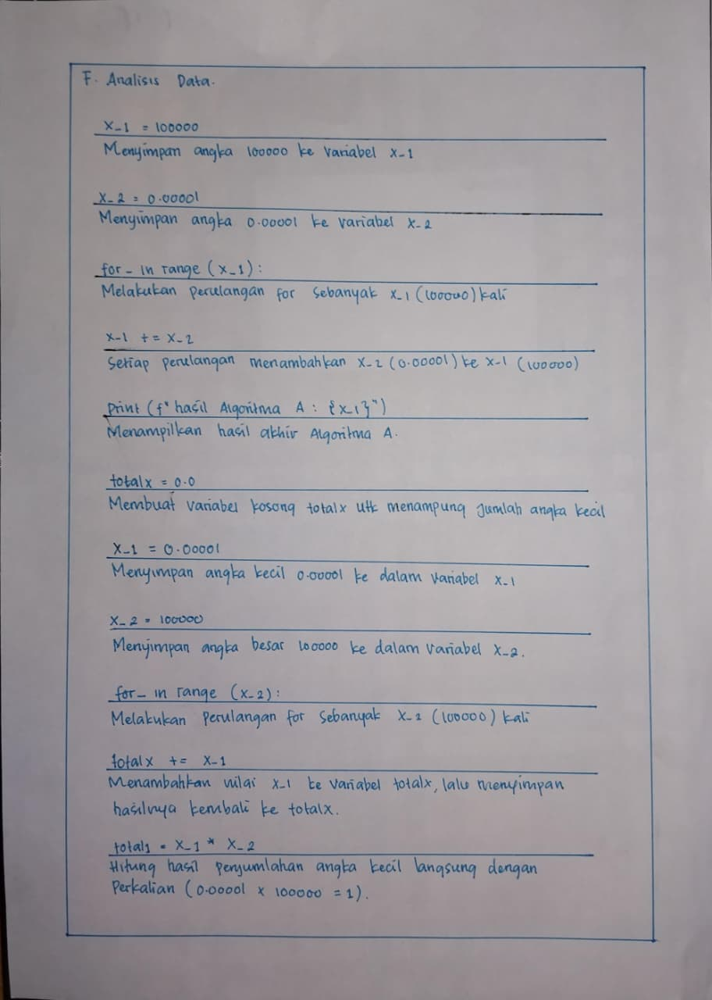 F. Analisis Data.
x_1 = 100000
Menyimpan angka 100000 ke variabel x_1
x_2 = 0.00001
Menyimpan angka 0.00001 ke variabel x_2
for _ in range (x_1) :
Melakukan perulangan for sebanyak x_1 (100000) kali
x_1 += x_2
Setiap perulangan menambahkan x_2 (0.00001) ke x_1 (100000)
print (f" hasil Algoritma A : {x_1}")
Menampilkan hasil akhir Algoritma A.
totalx = 0.0
Membuat variabel kosong totalx utk menampung jumlah angka kecil
x_1 = 0.00001
Menyimpan angka kecil 0.00001 ke dalam variabel x_1
x_2 = 100000
Menyimpan angka besar 100000 ke dalam variabel x_2.
for _ in range (x_2) :
Melakukan perulangan for sebanyak x_2 (100000) kali
totalx += x_1
Menambahkan nilai x_1 ke variabel totalx, lalu menyimpan
hasilnya kembali ke totalx.
total1 = x_1 * x_2
Hitung hasil penjumlahan angka kecil langsung dengan
perkalian (0.00001 x 100000 = 1).